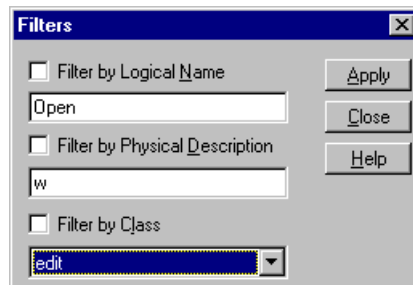 Filters
Filter by Logical Name
Apply
Open
Close
Filter by Physical Description
Help
w
Filter by Class
edit